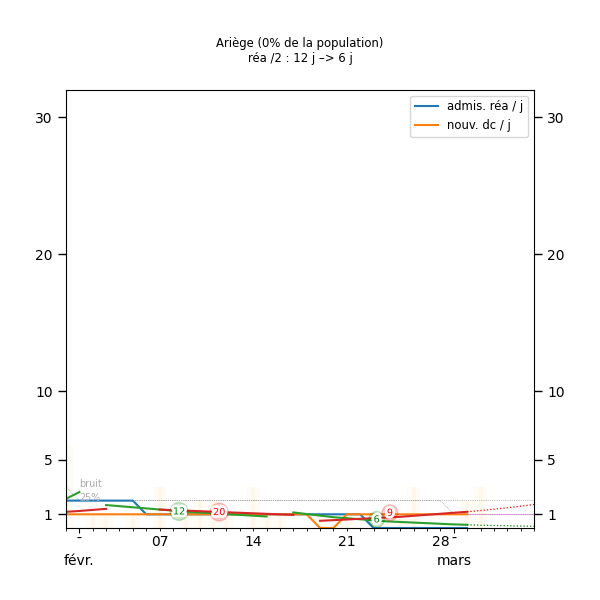 Ariège (0% de la population)
réa /2 : 12 j –> 6 j
admis. réa / j
nouv. dc / j
30 30
20 20
10 10
5 5
1 1
bruit
25%
12 20 6 9
- 07 14 21 28 -
févr. mars